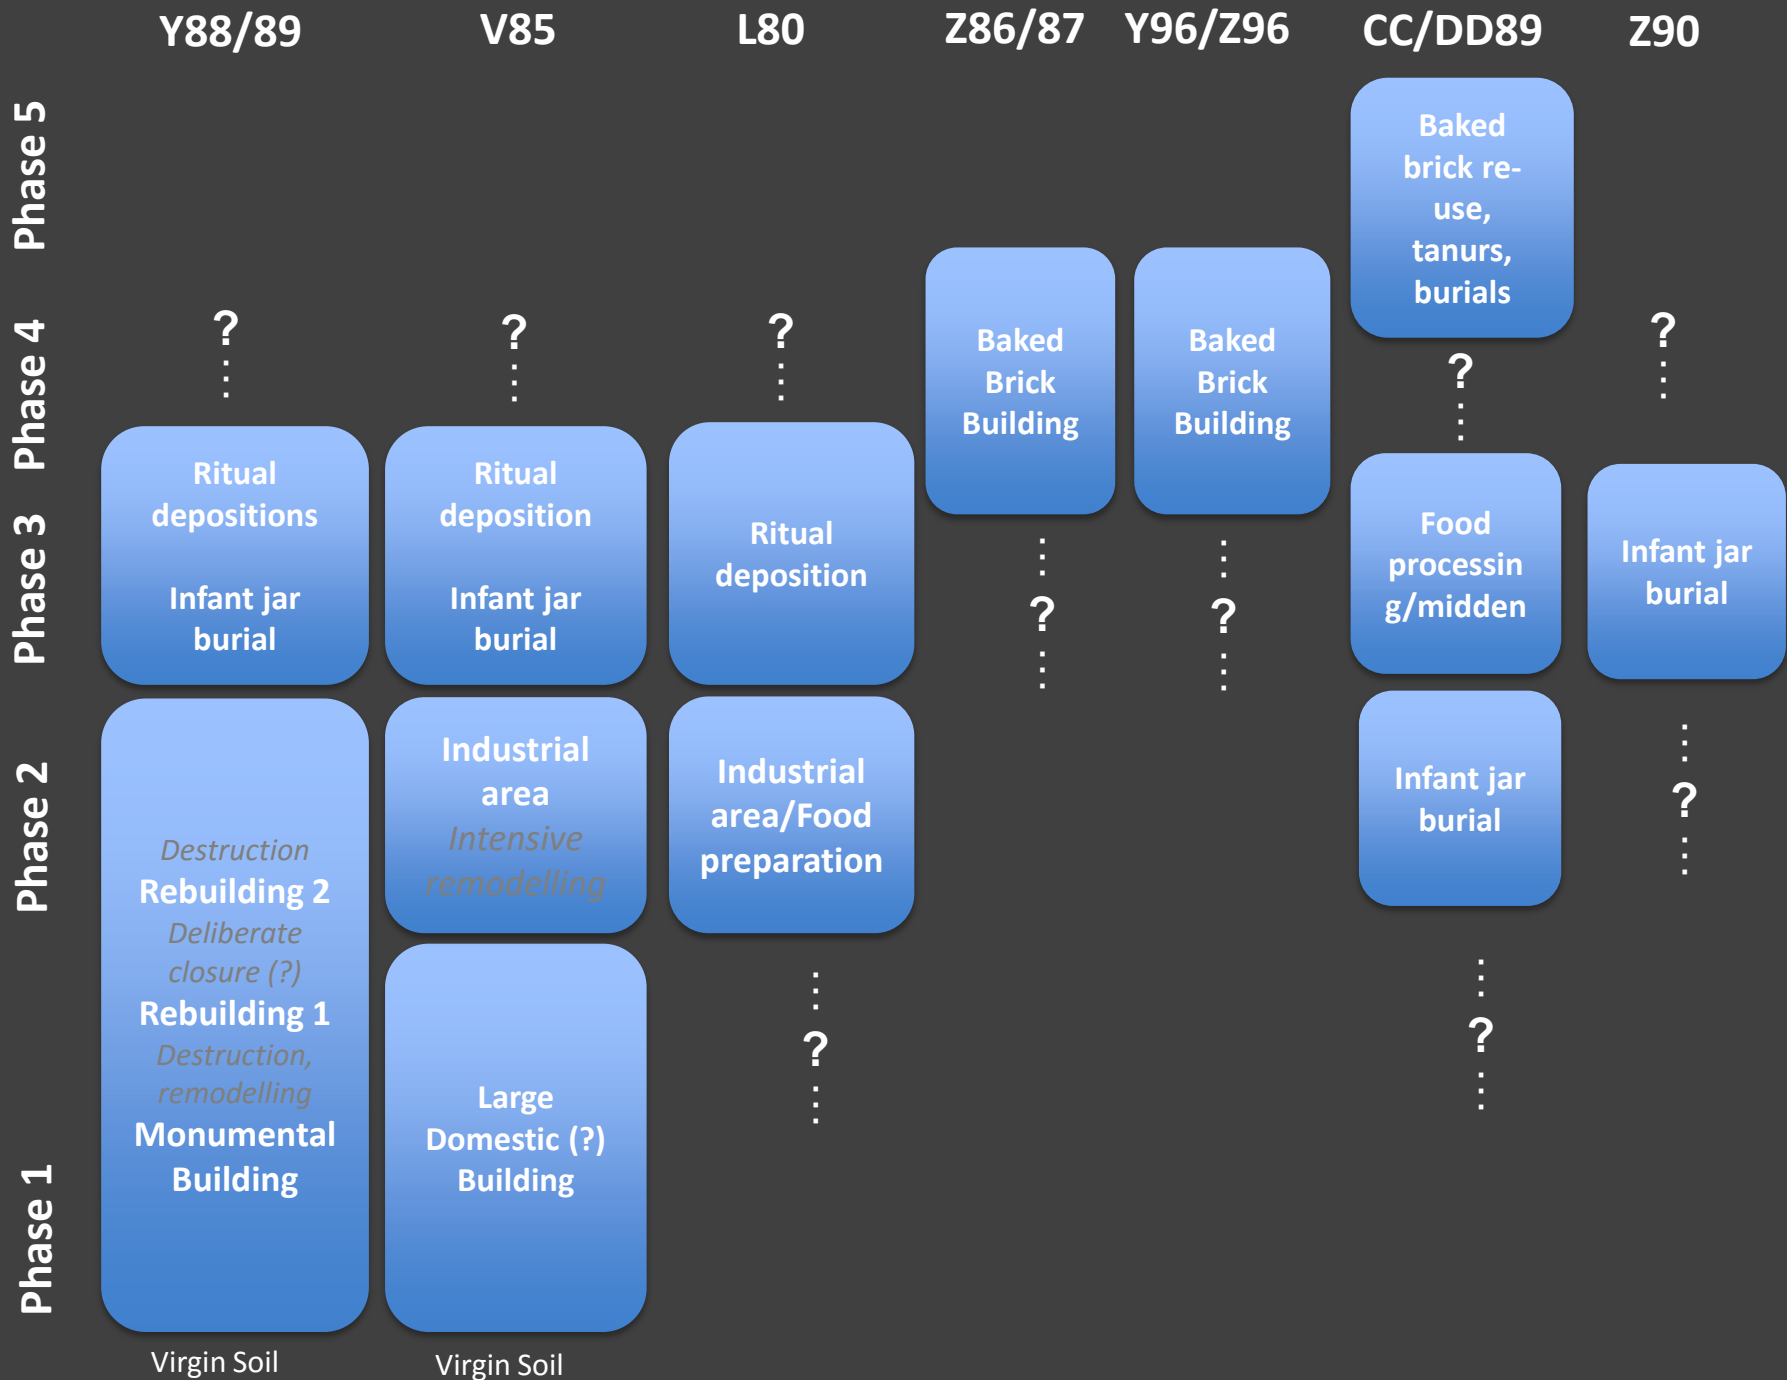 Y88/89 V85 L80 Z86/87 Y96/Z96 CC/DD89 Z90
Phase 5
Phase 4
Phase 3
Phase 2
Phase 1
?
Ritual
depositions
Infant jar
burial
Destruction
Rebuilding 2
Deliberate
closure (?)
Rebuilding 1
Destruction,
remodelling
Monumental
Building
Virgin Soil
?
Ritual
deposition
Infant jar
burial
Industrial
area
Intensive
remodelling
Large
Domestic (?)
Building
Virgin Soil
?
Ritual
deposition
Industrial
area/Food
preparation
?
Baked
Brick
Building
?
Baked
Brick
Building
?
Baked
brick re-
use,
tanurs,
burials
?
Food
processin
g/midden
Infant jar
burial
?
?
Infant jar
burial
?